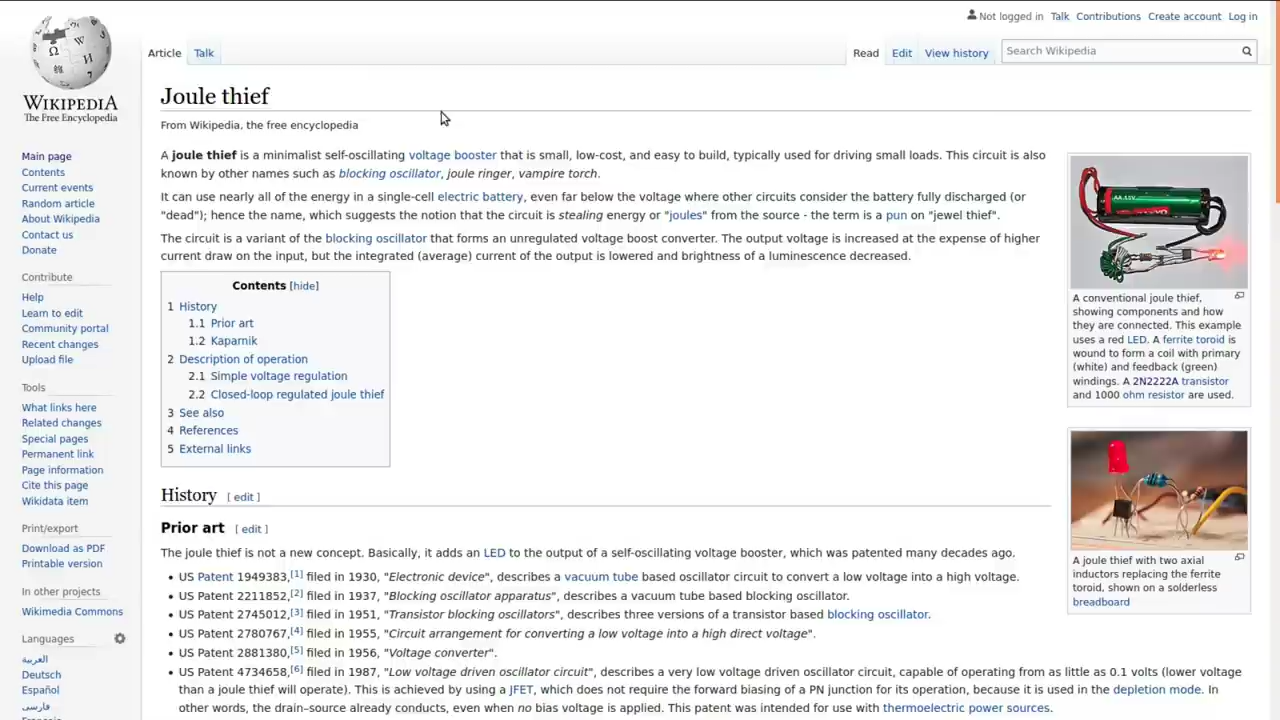 Not logged in Talk Contributions Create account Log in
Article Talk Read Edit View history Search Wikipedia
WIKIPEDIA
The Free Encyclopedia
Main page
Contents
Current events
Random article
About Wikipedia
Contact us
Donate
Contribute
Help
Learn to edit
Community portal
Recent changes
Upload file
Tools
What links here
Related changes
Special pages
Permanent link
Page information
Cite this page
Wikidata item
Print/export
Download as PDF
Printable version
In other projects
Wikimedia Commons
Languages
العربية
Deutsch
Español
فارسی
Joule thief
From Wikipedia, the free encyclopedia
A joule thief is a minimalist self-oscillating voltage booster that is small, low-cost, and easy to build, typically used for driving small loads. This circuit is also
known by other names such as blocking oscillator, joule ringer, vampire torch.
It can use nearly all of the energy in a single-cell electric battery, even far below the voltage where other circuits consider the battery fully discharged (or
"dead"); hence the name, which suggests the notion that the circuit is stealing energy or "joules" from the source - the term is a pun on "jewel thief".
The circuit is a variant of the blocking oscillator that forms an unregulated voltage boost converter. The output voltage is increased at the expense of higher
current draw on the input, but the integrated (average) current of the output is lowered and brightness of a luminescence decreased.
Contents [hide]
1 History
1.1 Prior art
1.2 Kaparnik
2 Description of operation
2.1 Simple voltage regulation
2.2 Closed-loop regulated joule thief
3 See also
4 References
5 External links
A conventional joule thief,
showing components and how
they are connected. This example
uses a red LED. A ferrite toroid is
wound to form a coil with primary
(white) and feedback (green)
windings. A 2N2222A transistor
and 1000 ohm resistor are used.
A joule thief with two axial
inductors replacing the ferrite
toroid, shown on a solderless
breadboard
History [ edit ]
Prior art [ edit ]
The joule thief is not a new concept. Basically, it adds an LED to the output of a self-oscillating voltage booster, which was patented many decades ago.
• US Patent 1949383,[1] filed in 1930, "Electronic device", describes a vacuum tube based oscillator circuit to convert a low voltage into a high voltage.
• US Patent 2211852,[2] filed in 1937, "Blocking oscillator apparatus", describes a vacuum tube based blocking oscillator.
• US Patent 2745012,[3] filed in 1951, "Transistor blocking oscillators", describes three versions of a transistor based blocking oscillator.
• US Patent 2780767,[4] filed in 1955, "Circuit arrangement for converting a low voltage into a high direct voltage".
• US Patent 2881380,[5] filed in 1956, "Voltage converter".
• US Patent 4734658,[6] filed in 1987, "Low voltage driven oscillator circuit", describes a very low voltage driven oscillator circuit, capable of operating from as little as 0.1 volts (lower voltage
than a joule thief will operate). This is achieved by using a JFET, which does not require the forward biasing of a PN junction for its operation, because it is used in the depletion mode. In
other words, the drain–source already conducts, even when no bias voltage is applied. This patent was intended for use with thermoelectric power sources.